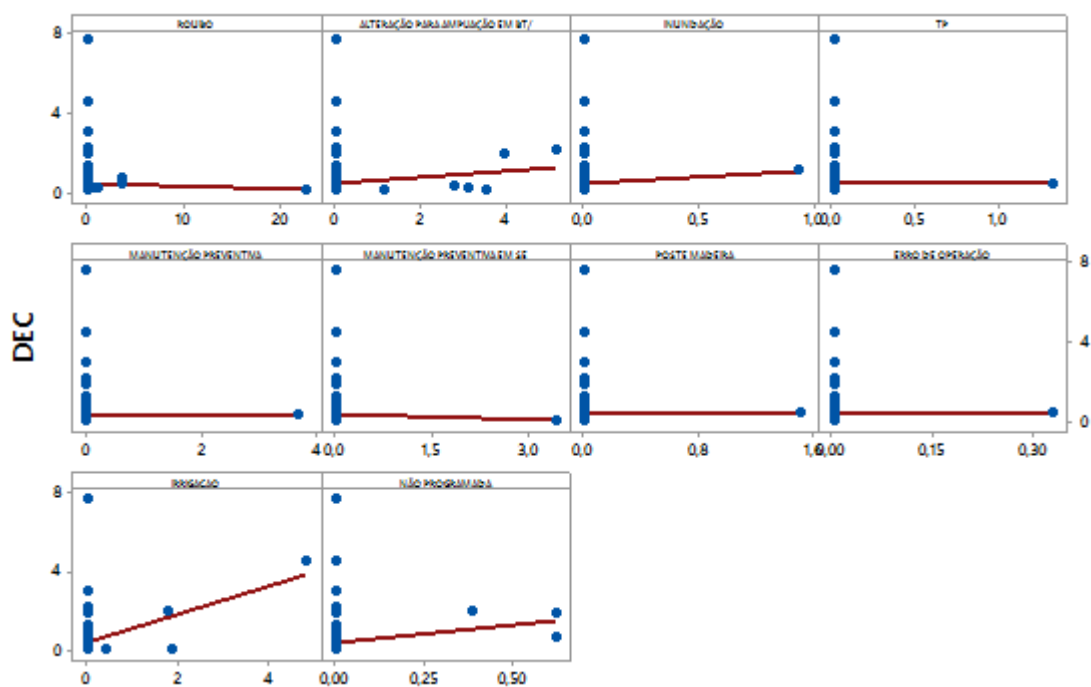 ROUBO
ALTERAÇÃO PARA AMPLIAÇÃO EM BT/
INUNDAÇÃO
TP
8
4
0
0 10 20
0 2 4
0,0 0,5 1,0
0,0 0,5 1,0
MANUTENÇÃO PREVENTIVA
MANUTENÇÃO PREVENTIVA EM SE
POSTE MADEIRA
ERRO DE OPERAÇÃO
DEC
8
4
0
0 2 4
0,0 1,5 3,0
0,0 0,8 1,6
0,00 0,15 0,30
IRRIGACAO
NÃO PROGRAMADA
8
4
0
0 2 4
0,00 0,25 0,50